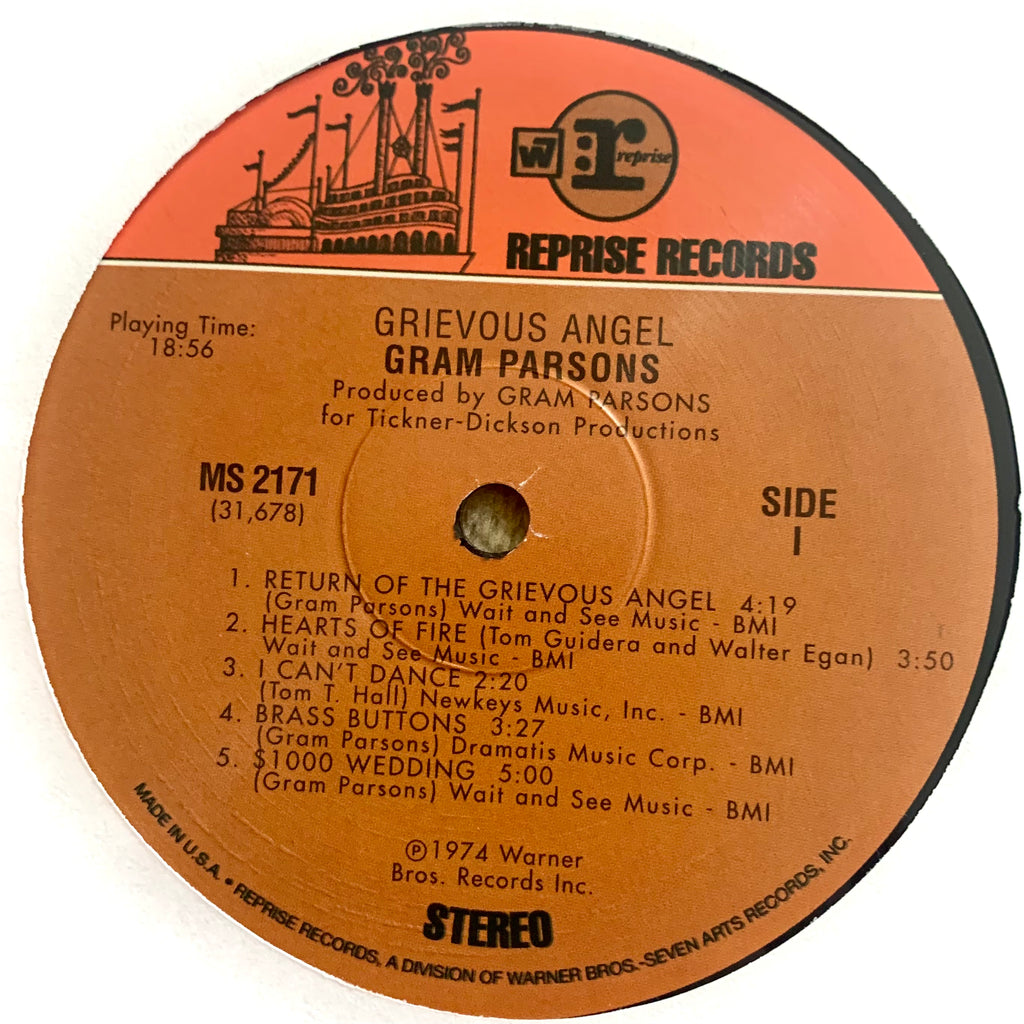 W7
r
reprise
REPRISE RECORDS
Playing Time:
18:56
GRIEVOUS ANGEL
GRAM PARSONS
Produced by GRAM PARSONS
for Tickner-Dickson Productions
MS 2171
(31,678)
SIDE
I
1. RETURN OF THE GRIEVOUS ANGEL 4:19
(Gram Parsons) Wait and See Music - BMI
2. HEARTS OF FIRE (Tom Guidera and Walter Egan) 3:50
Wait and See Music - BMI
3. I CAN'T DANCE 2:20
(Tom T. Hall) Newkeys Music, Inc. - BMI
4. BRASS BUTTONS 3:27
(Gram Parsons) Dramatis Music Corp. - BMI
5. $1000 WEDDING 5:00
(Gram Parsons) Wait and See Music - BMI
℗1974 Warner
Bros. Records Inc.
STEREO
MADE IN U.S.A. • REPRISE RECORDS, A DIVISION OF WARNER BROS.-SEVEN ARTS RECORDS, INC.